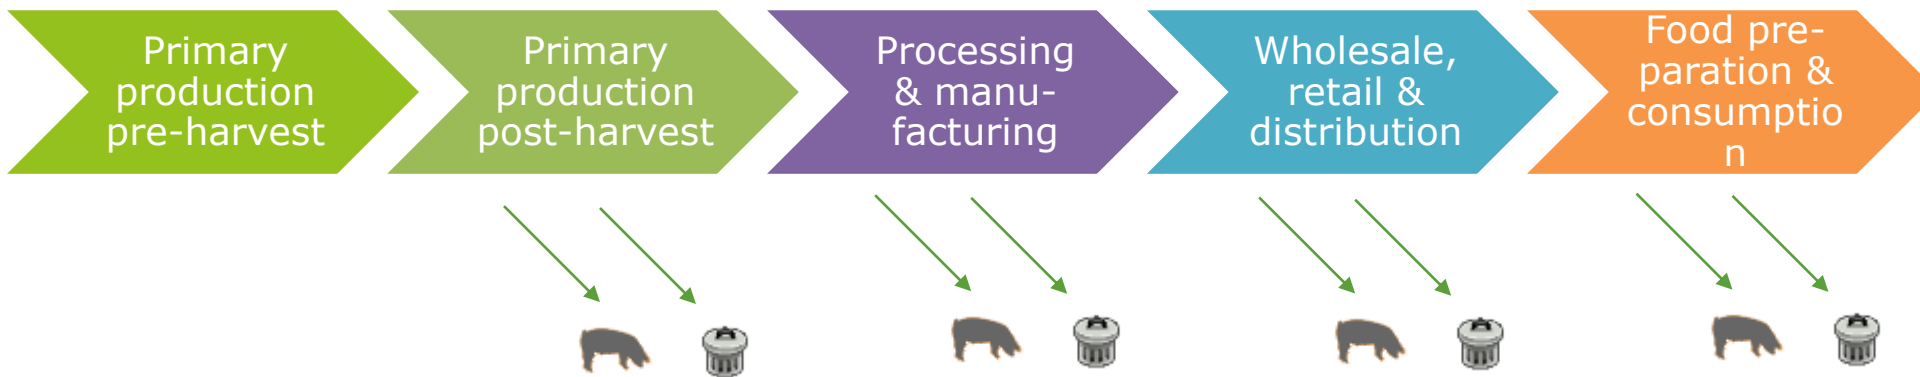 Primary
production
pre-harvest
Primary
production
post-harvest
Processing
& manu-
facturing
Wholesale,
retail &
distribution
Food pre-
paration &
consumptio
n